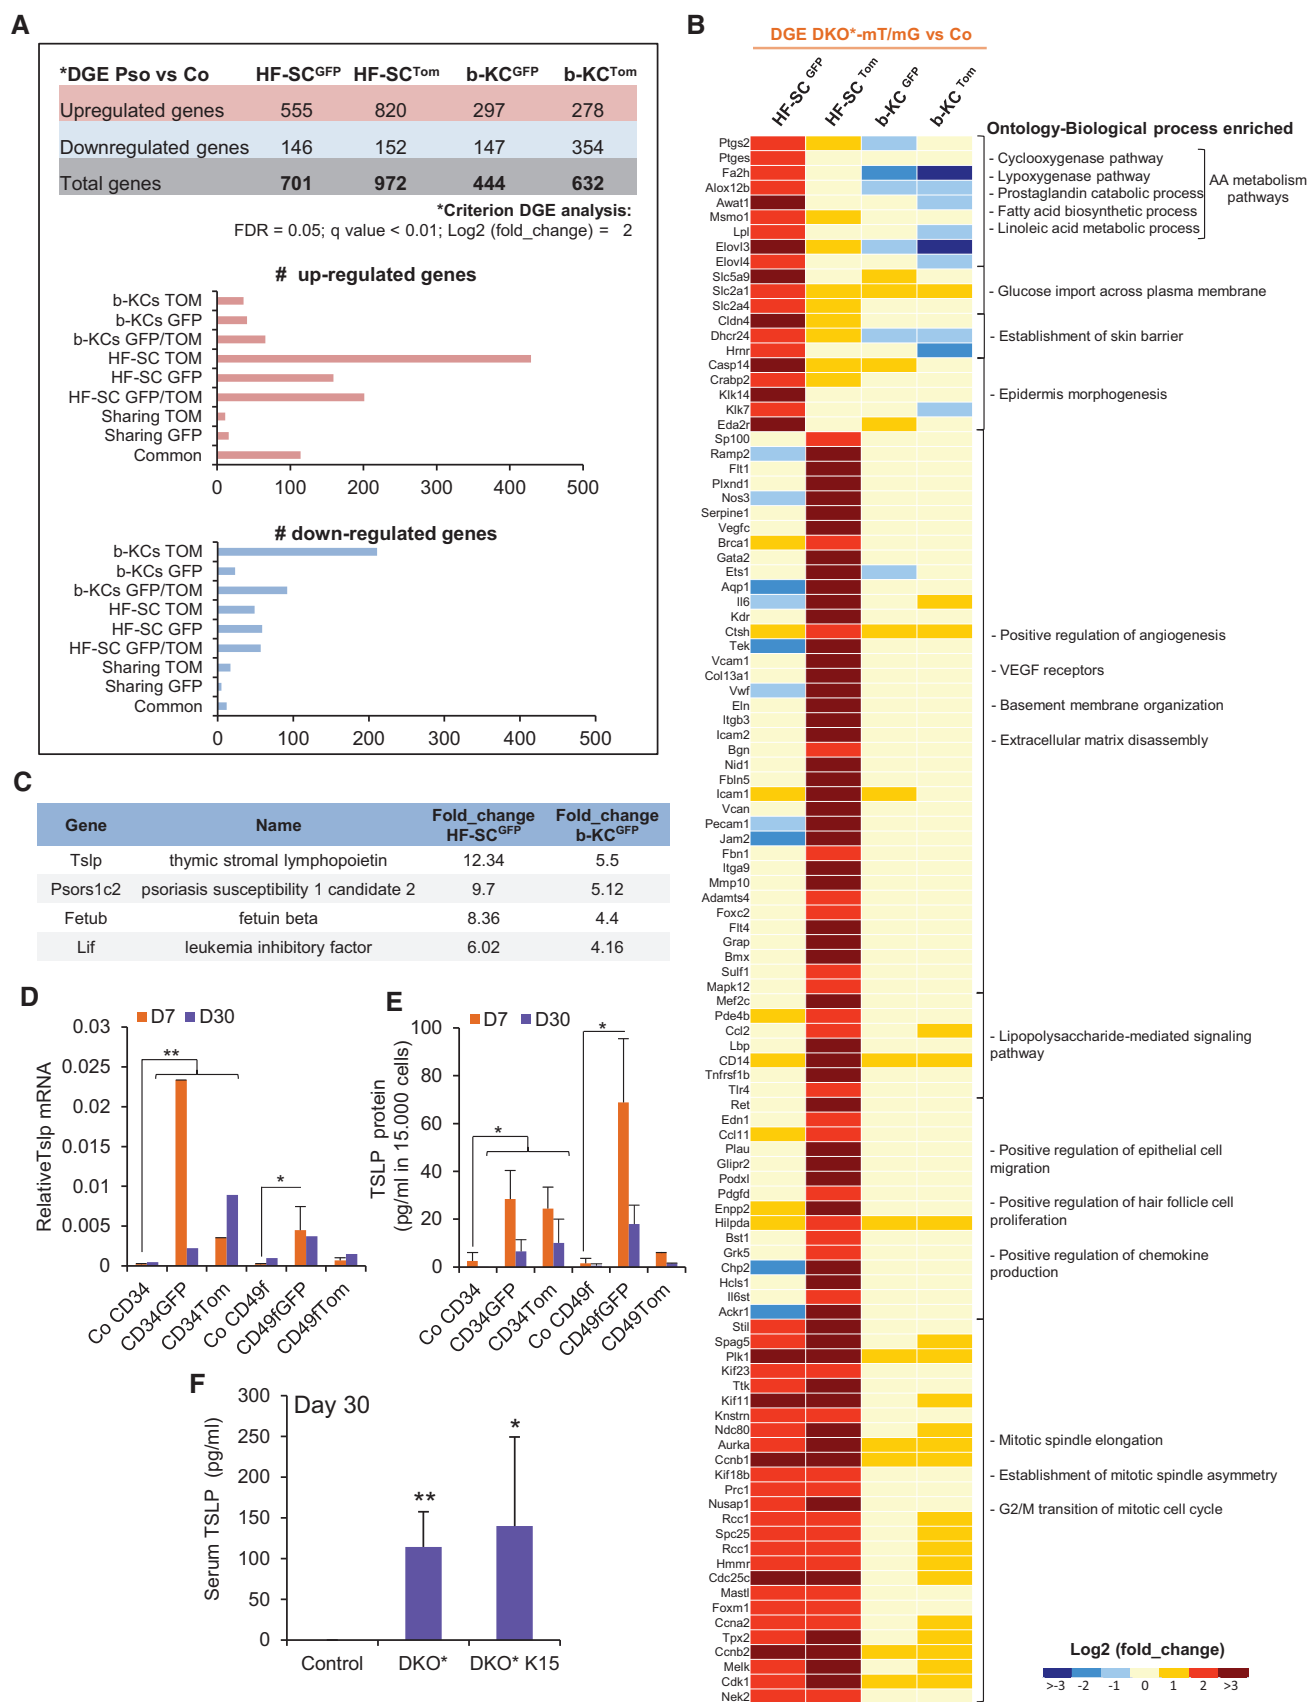 A
*DGE Pso vs Co HF-SCGFP HF-SCTom b-KCGFP b-KCTom
Upregulated genes 555 820 297 278
Downregulated genes 146 152 147 354
Total genes 701 972 444 632
*Criterion DGE analysis:
FDR = 0.05; q value < 0.01; Log2 (fold_change) = 2
# up-regulated genes
b-KCs TOM
b-KCs GFP
b-KCs GFP/TOM
HF-SC TOM
HF-SC GFP
HF-SC GFP/TOM
Sharing TOM
Sharing GFP
Common
0 100 200 300 400 500
# down-regulated genes
b-KCs TOM
b-KCs GFP
b-KCs GFP/TOM
HF-SC TOM
HF-SC GFP
HF-SC GFP/TOM
Sharing TOM
Sharing GFP
Common
0 100 200 300 400 500
B
DGE DKO*-mT/mG vs Co
HF-SC GFP
HF-SC Tom
b-KC GFP
b-KC Tom
Ontology-Biological process enriched
Ptgs2
Ptges
Fa2h
Alox12b
Awat1
Msmo1
Lpl
Elovl3
Elovl4
Slc5a9
Slc2a1
Slc2a4
Cldn4
Dhcr24
Hrnr
Casp14
Crabp2
Klk14
Klk7
Eda2r
Sp100
Ramp2
Flt1
Plxnd1
Nos3
Serpine1
Vegfc
Brca1
Gata2
Ets1
Aqp1
Il6
Kdr
Ctsh
Tek
Vcam1
Col13a1
Vwf
Eln
Itgb3
Icam2
Bgn
Nid1
Fbln5
Icam1
Vcan
Pecam1
Jam2
Fbn1
Itga9
Mmp10
Adamts4
Foxc2
Flt4
Grap
Bmx
Sulf1
Mapk12
Mef2c
Pde4b
Ccl2
Lbp
CD14
Tnfrsf1b
Tlr4
Ret
Edn1
Ccl11
Plau
Glipr2
Podxl
Pdgfd
Enpp2
Hilpda
Bst1
Grk5
Chp2
Hcls1
Il6st
Ackr1
Stil
Spag5
Plk1
Kif23
Ttk
Kif11
Knstrn
Ndc80
Aurka
Ccnb1
Kif18b
Prc1
Nusap1
Rcc1
Spc25
Rcc1
Hmmr
Cdc25c
Mastl
Foxm1
Ccna2
Tpx2
Ccnb2
Melk
Cdk1
Nek2
- Cyclooxygenase pathway
- Lypoxygenase pathway
- Prostaglandin catabolic process
- Fatty acid biosynthetic process
- Linoleic acid metabolic process
AA metabolism
pathways
- Glucose import across plasma membrane
- Establishment of skin barrier
- Epidermis morphogenesis
- Positive regulation of angiogenesis
- VEGF receptors
- Basement membrane organization
- Extracellular matrix disassembly
- Lipopolysaccharide-mediated signaling
pathway
- Positive regulation of epithelial cell
migration
- Positive regulation of hair follicle cell
proliferation
- Positive regulation of chemokine
production
- Mitotic spindle elongation
- Establishment of mitotic spindle asymmetry
- G2/M transition of mitotic cell cycle
Log2 (fold_change)
>-3 -2 -1 0 1 2 >3
C
Gene Name Fold_change HF-SCGFP Fold_change b-KCGFP
Tslp thymic stromal lymphopoietin 12.34 5.5
Psors1c2 psoriasis susceptibility 1 candidate 2 9.7 5.12
Fetub fetuin beta 8.36 4.4
Lif leukemia inhibitory factor 6.02 4.16
D
D7 D30
RelativeTslp mRNA
0.03
0.025
0.02
0.015
0.01
0.005
0
**
*
Co CD34
CD34GFP
CD34Tom
Co CD49f
CD49fGFP
CD49fTom
E
D7 D30
TSLP protein
(pg/ml in 15.000 cells)
100
80
60
40
20
0
*
*
Co CD34
CD34GFP
CD34Tom
Co CD49f
CD49fGFP
CD49Tom
F
Day 30
Serum TSLP (pg/ml)
300
250
200
150
100
50
0
**
*
Control DKO* DKO* K15